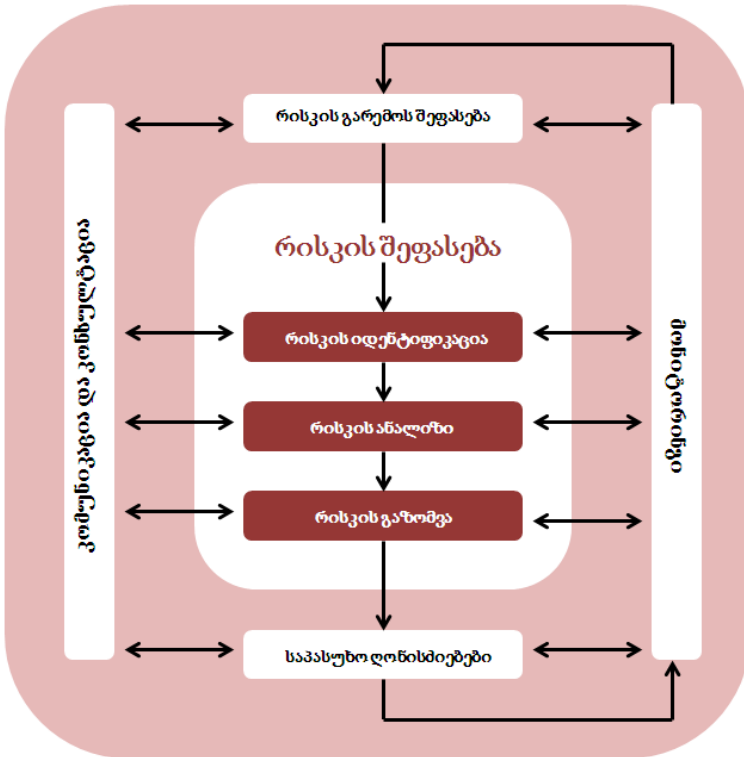 რისკის გარემოს შეფასება
კომუნიკაცია და კონსულტაცია
რისკის შეფასება
რისკის იდენტიფიკაცია
რისკის ანალიზი
რისკის გაზომვა
მონიტორინგი
საპასუხო ღონისძიებები